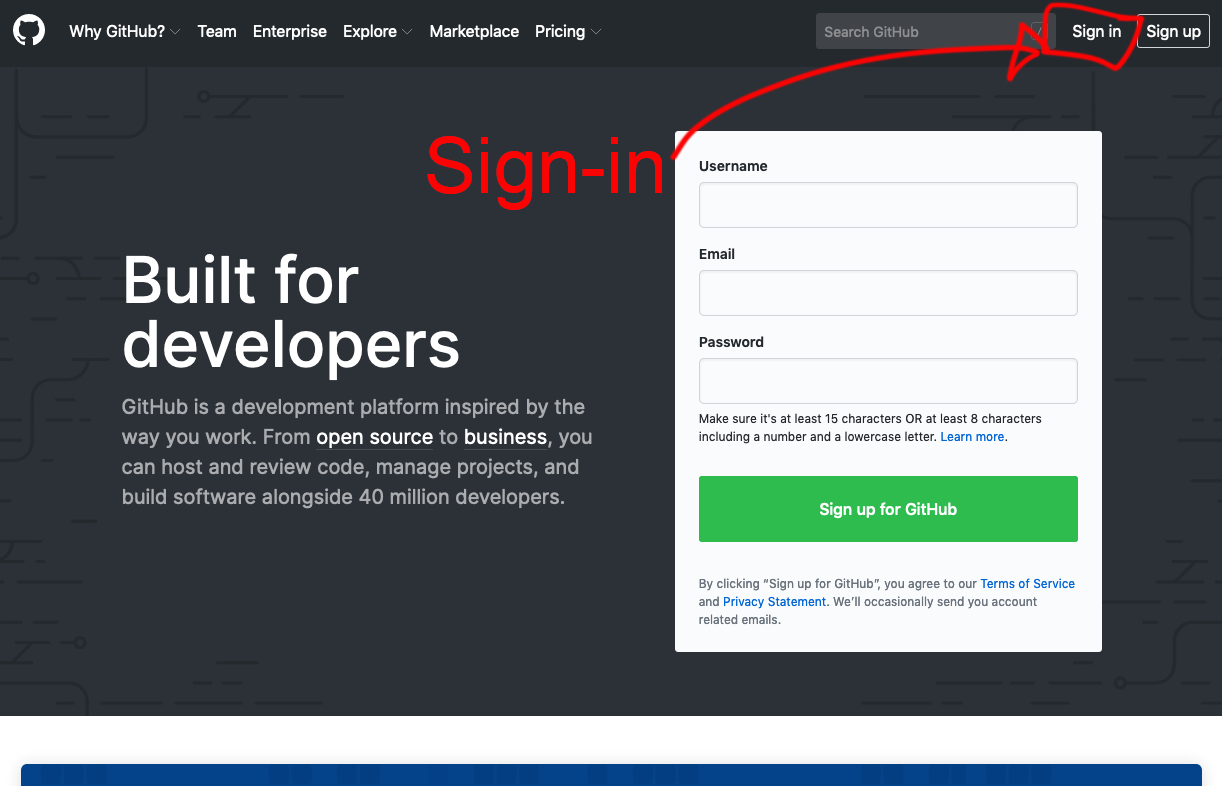 Why GitHub? Team Enterprise Explore Marketplace Pricing Search GitHub / Sign in Sign up
Sign-in
Built for
developers
GitHub is a development platform inspired by the
way you work. From open source to business, you
can host and review code, manage projects, and
build software alongside 40 million developers.
Username
Email
Password
Make sure it's at least 15 characters OR at least 8 characters
including a number and a lowercase letter. Learn more.
Sign up for GitHub
By clicking “Sign up for GitHub”, you agree to our Terms of Service
and Privacy Statement. We’ll occasionally send you account
related emails.